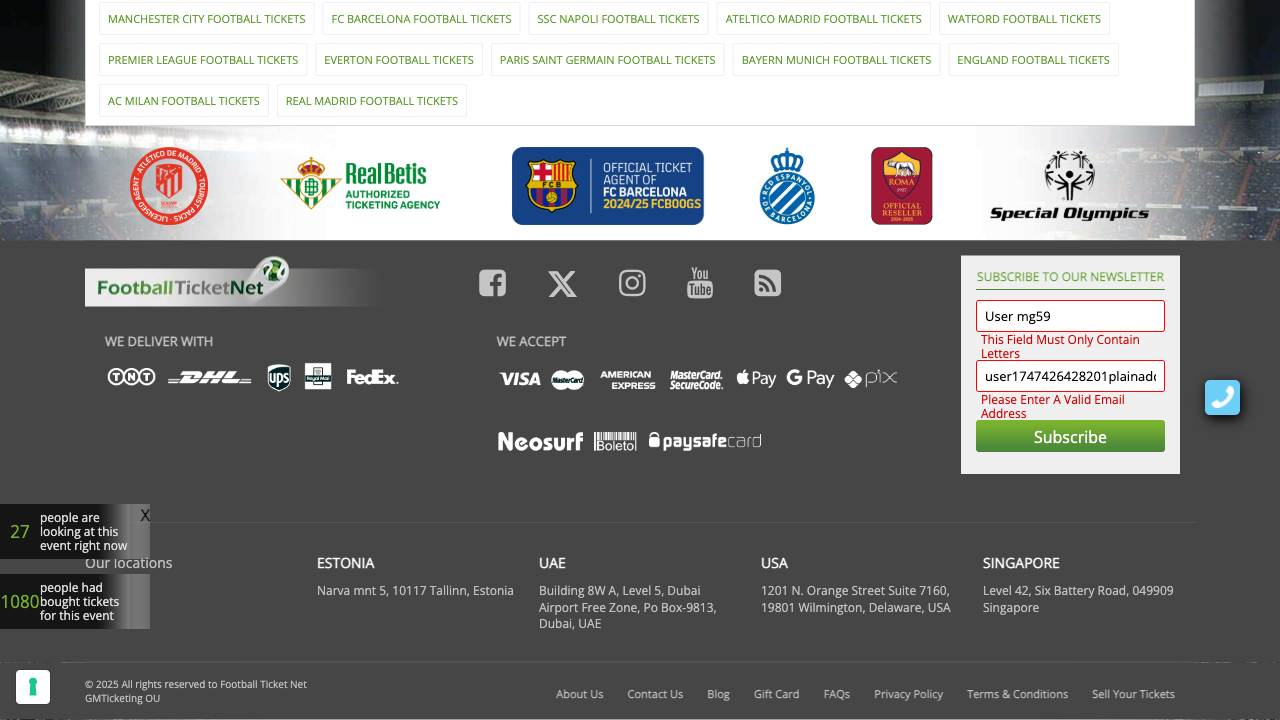 MANCHESTER CITY FOOTBALL TICKETS
FC BARCELONA FOOTBALL TICKETS
SSC NAPOLI FOOTBALL TICKETS
ATELTICO MADRID FOOTBALL TICKETS
WATFORD FOOTBALL TICKETS
PREMIER LEAGUE FOOTBALL TICKETS
EVERTON FOOTBALL TICKETS
PARIS SAINT GERMAIN FOOTBALL TICKETS
BAYERN MUNICH FOOTBALL TICKETS
ENGLAND FOOTBALL TICKETS
AC MILAN FOOTBALL TICKETS
REAL MADRID FOOTBALL TICKETS
ATLÉTICO DE MADRID
LICENSED AGENT · TOURIST PACKS
Real Betis
AUTHORIZED
TICKETING AGENCY
FCB
OFFICIAL TICKET
AGENT OF
FC BARCELONA
2024/25 FCBOOGS
RCD ESPANYOL
DE BARCELONA
ROMA
1927
OFFICIAL
RESELLER
2024-2025
Special Olympics
FootballTicketNet
You
Tube
SUBSCRIBE TO OUR NEWSLETTER
User mg59
This Field Must Only Contain
Letters
user1747426428201plainadd
Please Enter A Valid Email
Address
Subscribe
WE DELIVER WITH
TNT
DHL
ups
Royal Mail
FedEx.
WE ACCEPT
VISA
MasterCard
AMERICAN
EXPRESS
MasterCard.
SecureCode.
Pay
G Pay
pix
Neosurf
Boleto
paysafecard
27
people are
looking at this
event right now
X
1080
people had
bought tickets
for this event
Our locations
ESTONIA
Narva mnt 5, 10117 Tallinn, Estonia
UAE
Building 8W A, Level 5, Dubai
Airport Free Zone, Po Box-9813,
Dubai, UAE
USA
1201 N. Orange Street Suite 7160,
19801 Wilmington, Delaware, USA
SINGAPORE
Level 42, Six Battery Road, 049909
Singapore
© 2025 All rights reserved to Football Ticket Net
GMTicketing OU
About Us
Contact Us
Blog
Gift Card
FAQs
Privacy Policy
Terms & Conditions
Sell Your Tickets